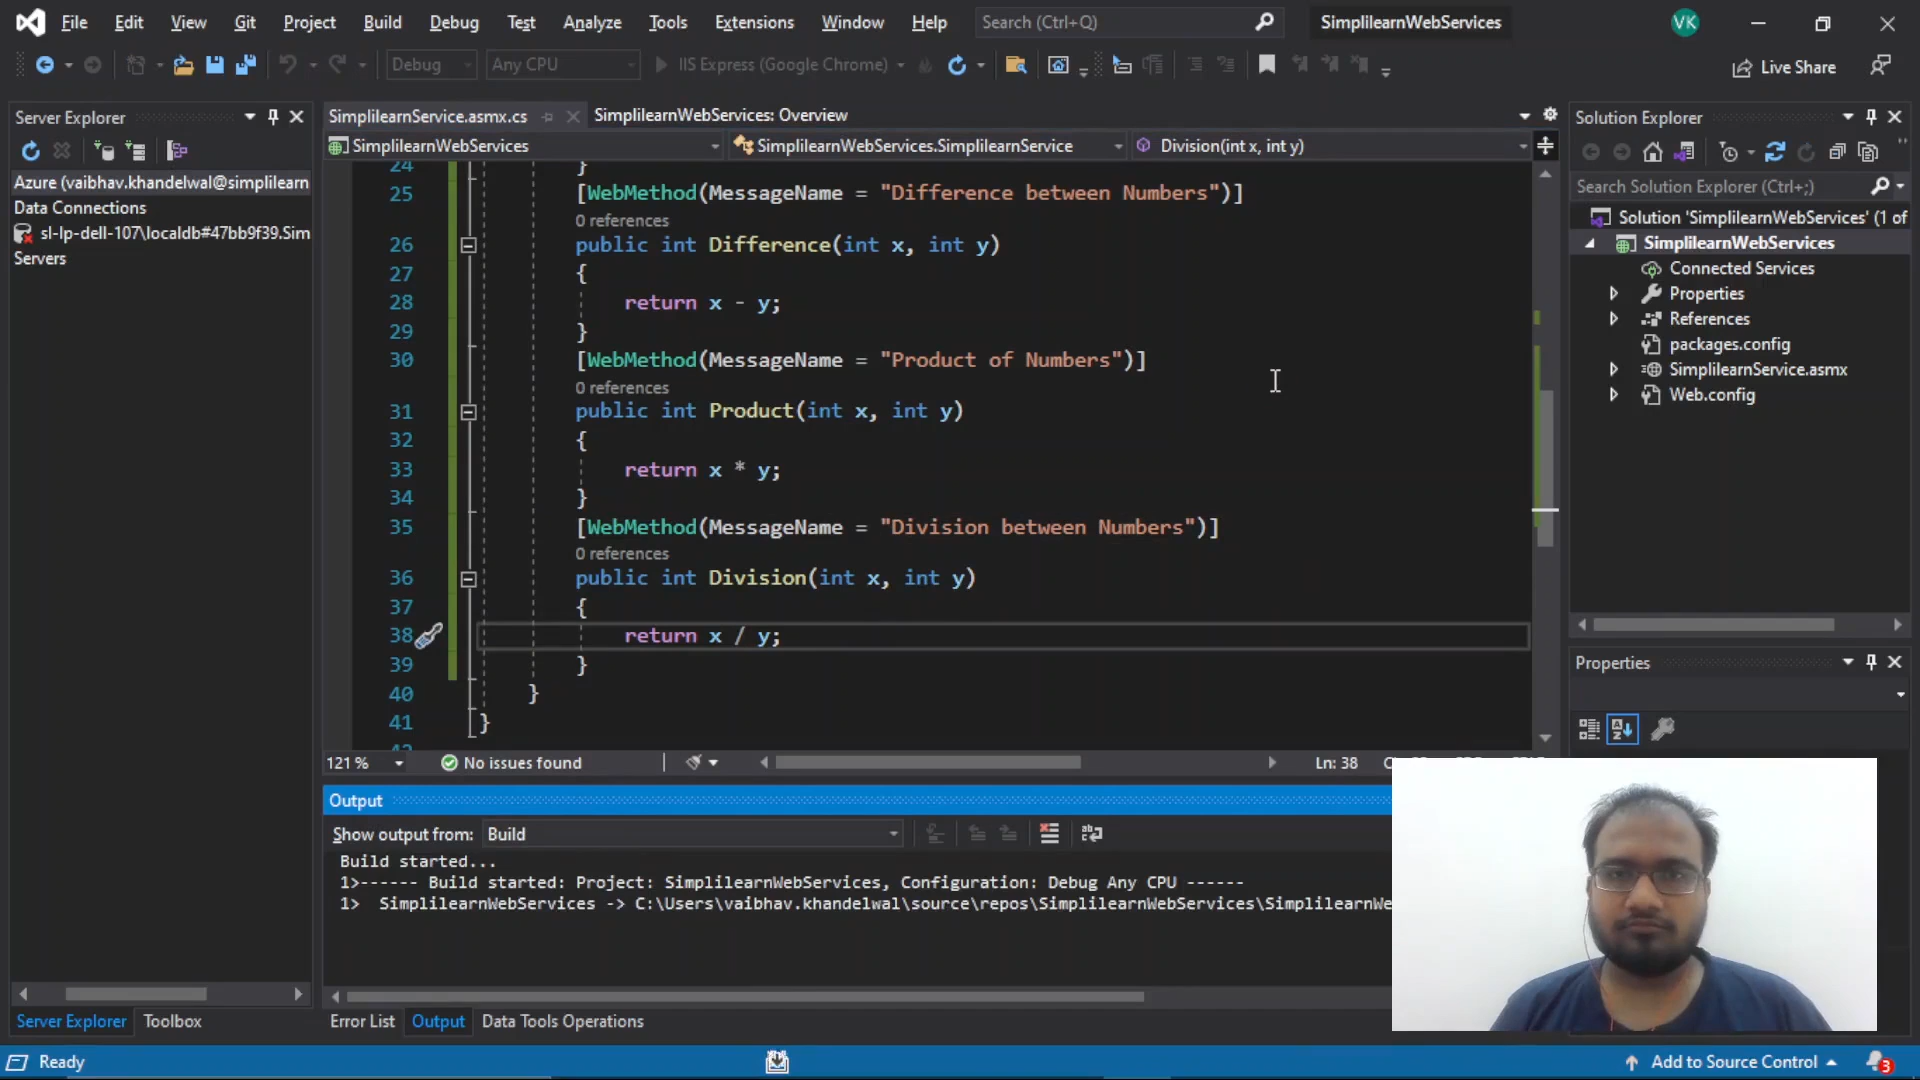 File Edit View Git Project Build Debug Test Analyze Tools Extensions Window Help Search (Ctrl+Q) SimplilearnWebServices VK
Debug Any CPU IIS Express (Google Chrome) Live Share
Server Explorer
Azure (vaibhav.khandelwal@simplilearn
Data Connections
sl-lp-dell-107\localdb#47bb9f39.Sim
Servers
Server Explorer Toolbox
SimplilearnService.asmx.cs SimplilearnWebServices: Overview
SimplilearnWebServices SimplilearnWebServices.SimplilearnService Division(int x, int y)
24 }
25 [WebMethod(MessageName = "Difference between Numbers")]
0 references
26 public int Difference(int x, int y)
27 {
28 return x - y;
29 }
30 [WebMethod(MessageName = "Product of Numbers")]
0 references
31 public int Product(int x, int y)
32 {
33 return x * y;
34 }
35 [WebMethod(MessageName = "Division between Numbers")]
0 references
36 public int Division(int x, int y)
37 {
38 return x / y;
39 }
40 }
41 }
121 % No issues found Ln: 38
Output
Show output from: Build
Build started...
1>------ Build started: Project: SimplilearnWebServices, Configuration: Debug Any CPU ------
1> SimplilearnWebServices -> C:\Users\vaibhav.khandelwal\source\repos\SimplilearnWebServices\SimplilearnWe
Error List Output Data Tools Operations
Solution Explorer
Search Solution Explorer (Ctrl+;)
Solution 'SimplilearnWebServices' (1 of
SimplilearnWebServices
Connected Services
Properties
References
packages.config
SimplilearnService.asmx
Web.config
Properties
Ready Add to Source Control 3